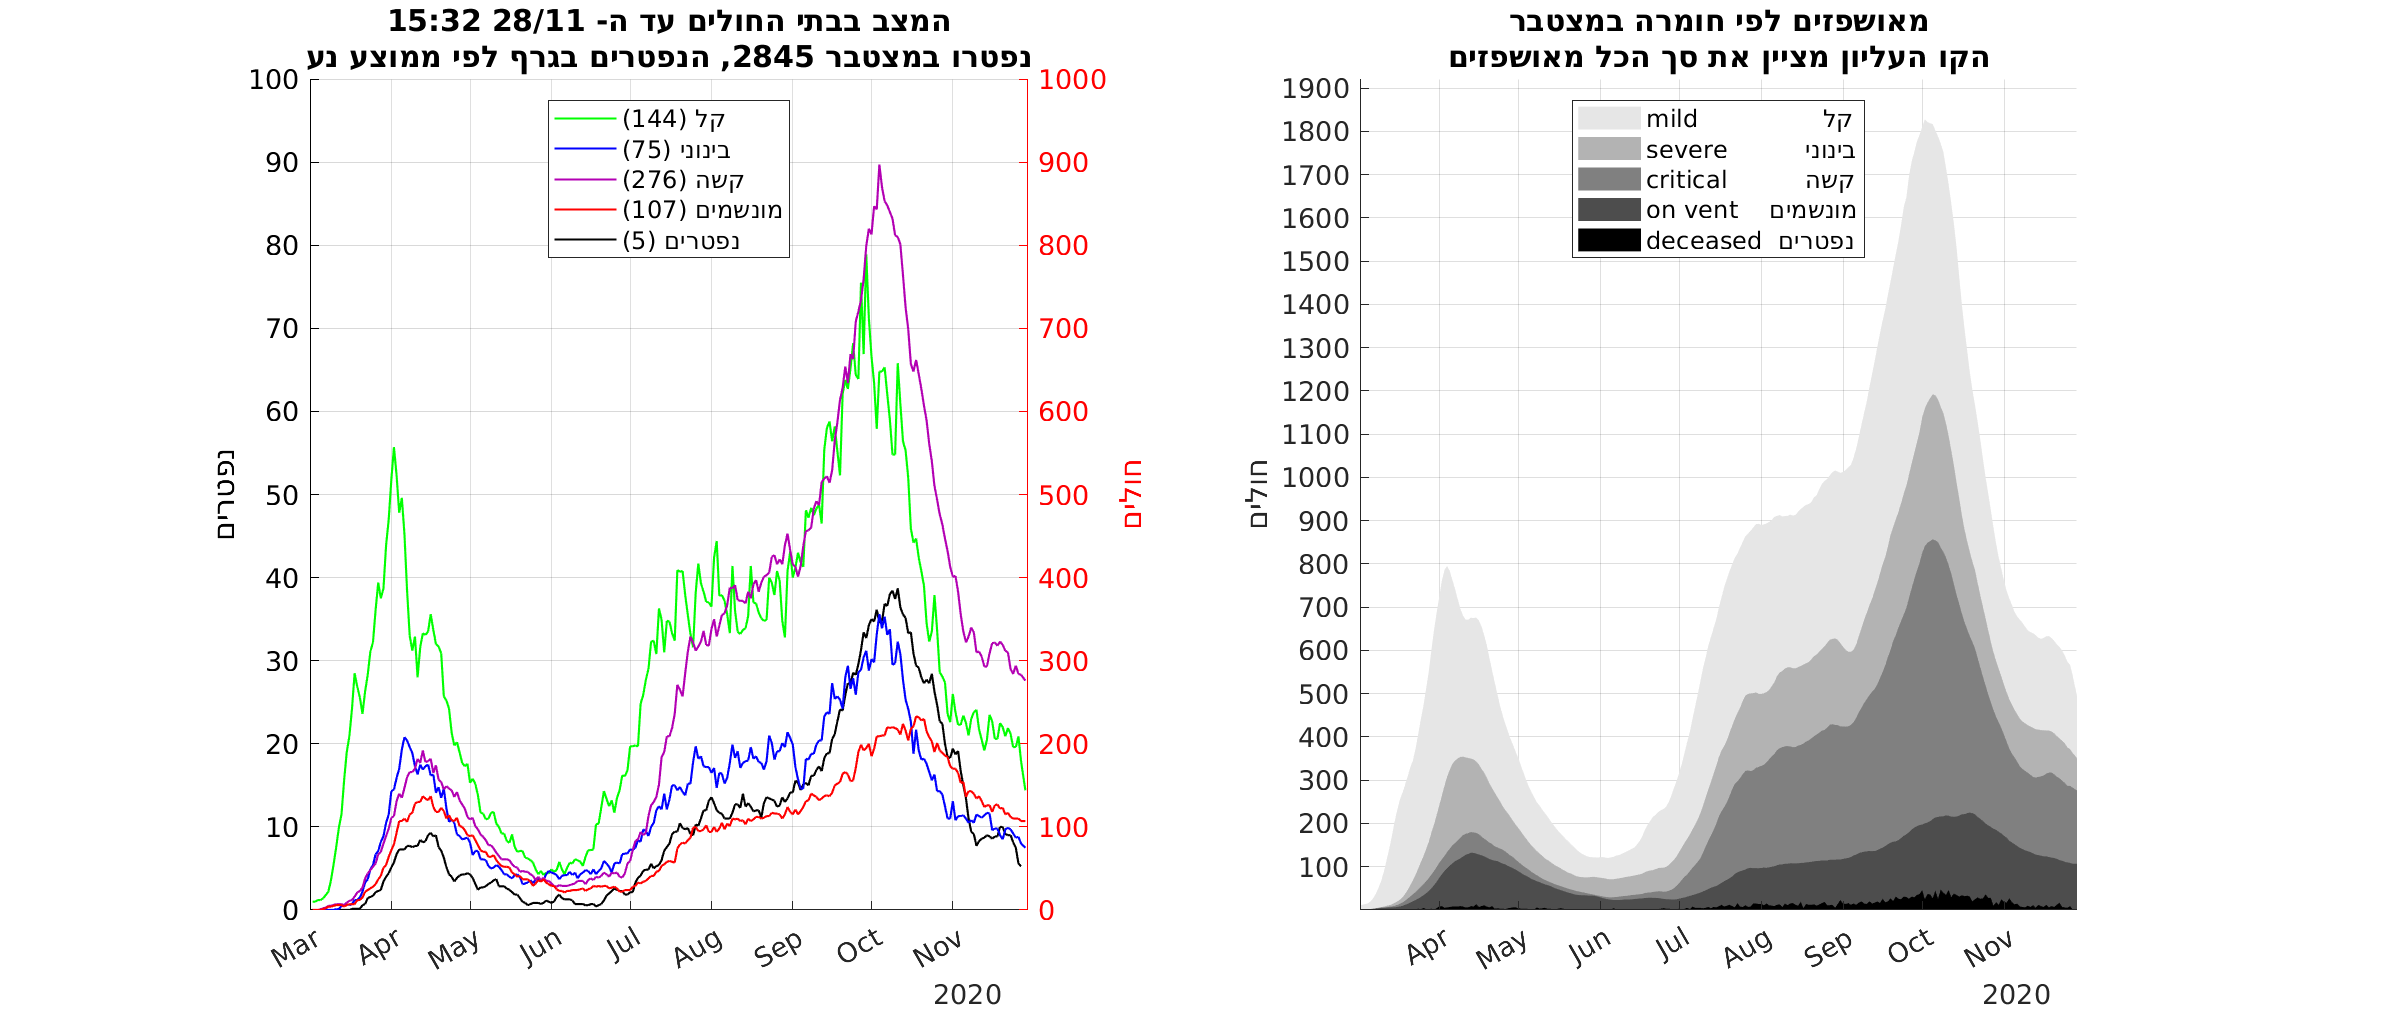 המצב בבתי החולים עד ה- 28/11 15:32
נפטרו במצטבר 2845, הנפטרים בגרף לפי ממוצע נע
100
90
80
70
60
50
40
30
20
10
0
נפטרים
קל (144)
בינוני (75)
קשה (276)
מונשמים (107)
נפטרים (5)
1000
900
800
700
600
500
400
300
200
100
0
חולים
Mar
Apr
May
Jun
Jul
Aug
Sep
Oct
Nov
2020
מאושפזים לפי חומרה במצטבר
הקו העליון מציין את סך הכל מאושפזים
1900
1800
1700
1600
1500
1400
1300
1200
1100
1000
900
800
700
600
500
400
300
200
100
חולים
mild קל
severe בינוני
critical קשה
on vent מונשמים
deceased נפטרים
Apr
May
Jun
Jul
Aug
Sep
Oct
Nov
2020